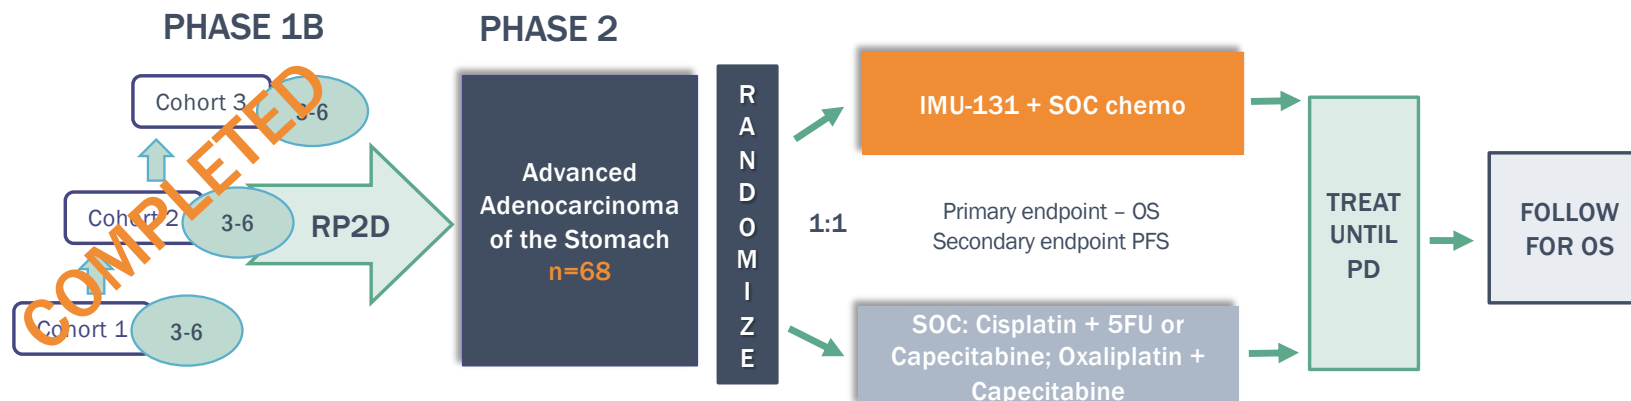 PHASE 1B
PHASE 2
Cohort 3
3-6
Cohort 2
3-6
Cohort 1
3-6
COMPLETED
RP2D
Advanced
Adenocarcinoma
of the Stomach
n=68
RANDOMIZE
1:1
IMU-131 + SOC chemo
Primary endpoint – OS
Secondary endpoint PFS
SOC: Cisplatin + 5FU or
Capecitabine; Oxaliplatin +
Capecitabine
TREAT
UNTIL
PD
FOLLOW
FOR OS